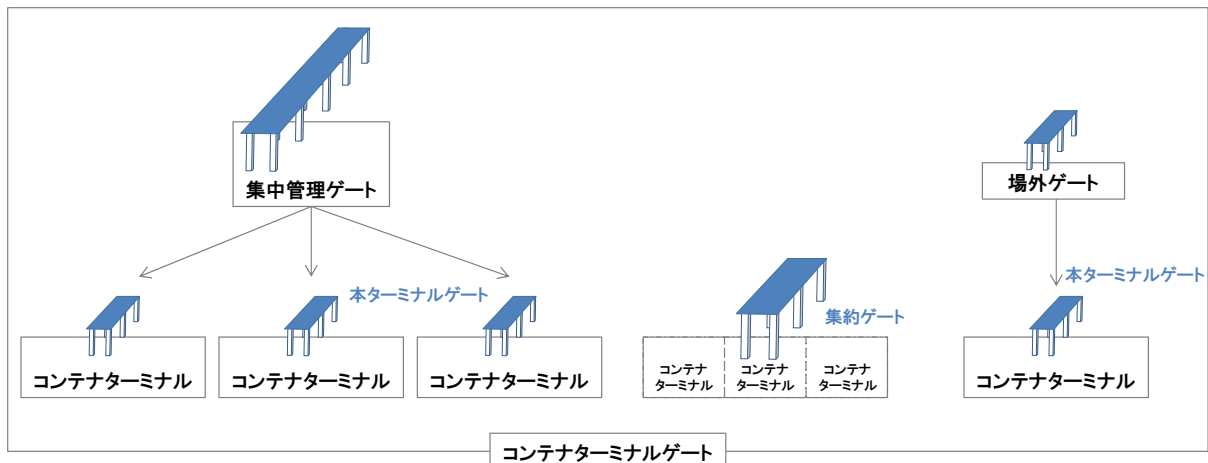 集中管理ゲート
場外ゲート
本ターミナルゲート
本ターミナルゲート
集約ゲート
コンテナターミナル
コンテナターミナル
コンテナターミナル
コンテナ
ターミナル
コンテナ
ターミナル
コンテナ
ターミナル
コンテナターミナル
コンテナターミナルゲート